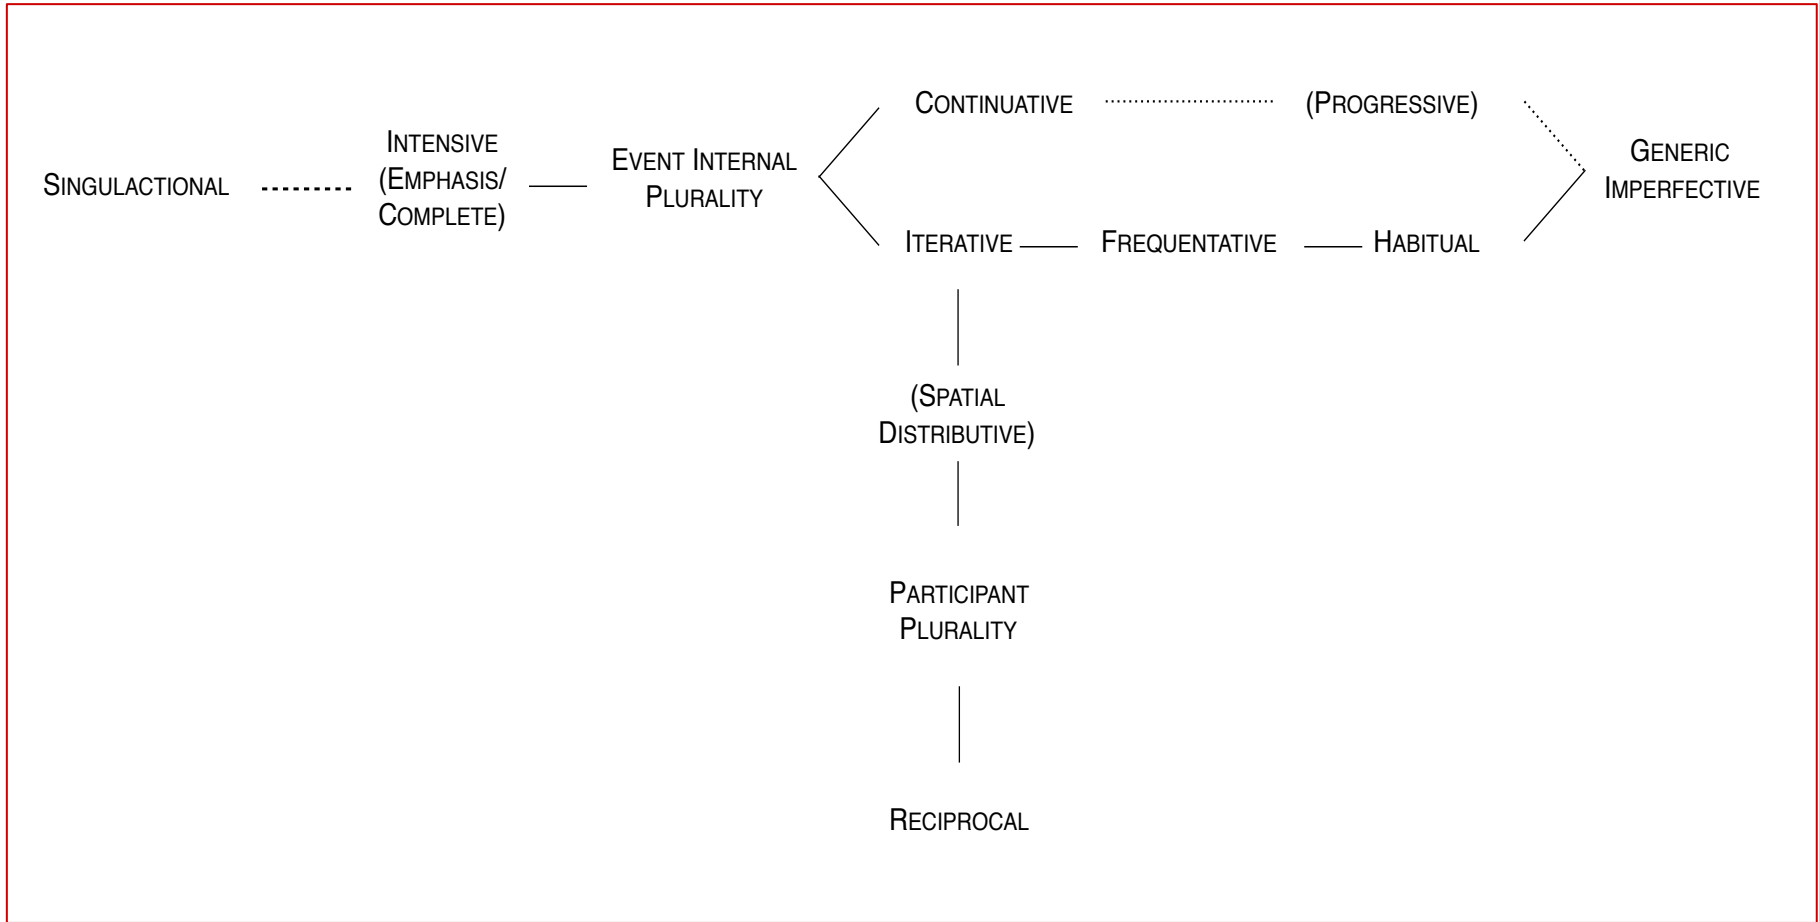 SINGULACTIONAL
INTENSIVE
(EMPHASIS/
COMPLETE)
EVENT INTERNAL
PLURALITY
CONTINUATIVE
(PROGRESSIVE)
GENERIC
IMPERFECTIVE
ITERATIVE
FREQUENTATIVE
HABITUAL
(SPATIAL
DISTRIBUTIVE)
PARTICIPANT
PLURALITY
RECIPROCAL